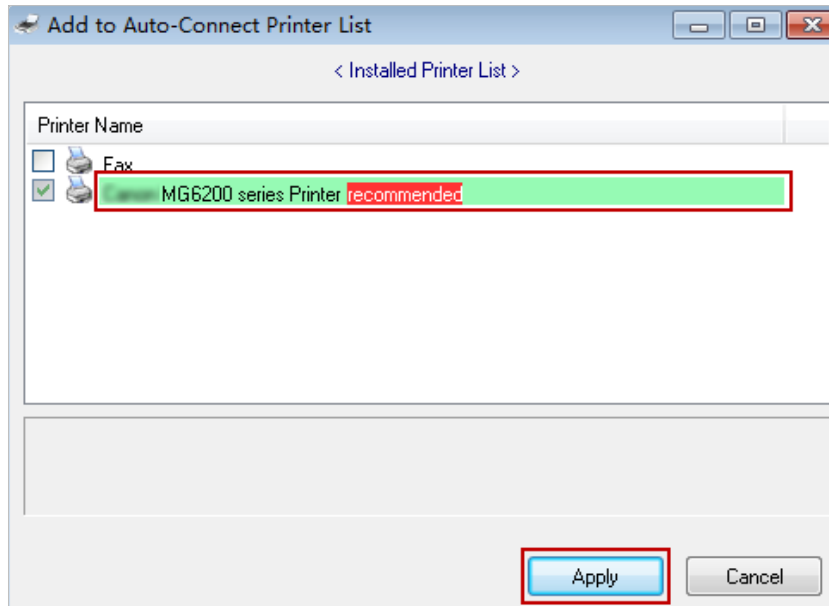 Add to Auto-Connect Printer List
< Installed Printer List >
Printer Name
Fax
MG6200 series Printer recommended
Apply
Cancel